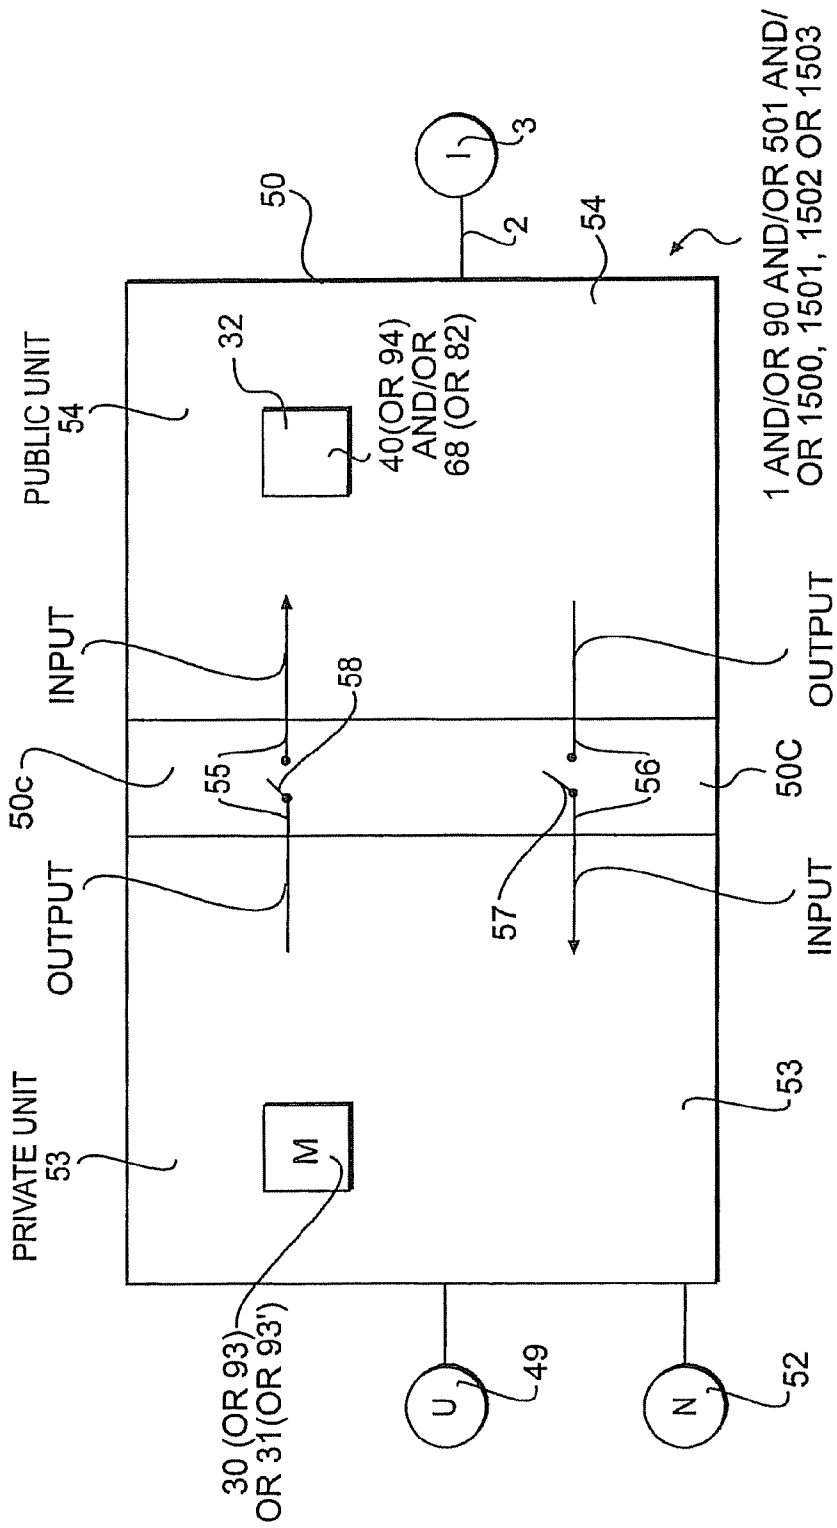 PRIVATE UNIT
53
OUTPUT
50c
INPUT
PUBLIC UNIT
54
50
30 (OR 93)
OR 31(OR 93')
M
55
58
32
40(OR 94)
AND/OR
68 (OR 82)
U
49
I
3
2
54
57
56
N
52
53
INPUT
50C
OUTPUT
1 AND/OR 90 AND/OR 501 AND/
OR 1500, 1501, 1502 OR 1503